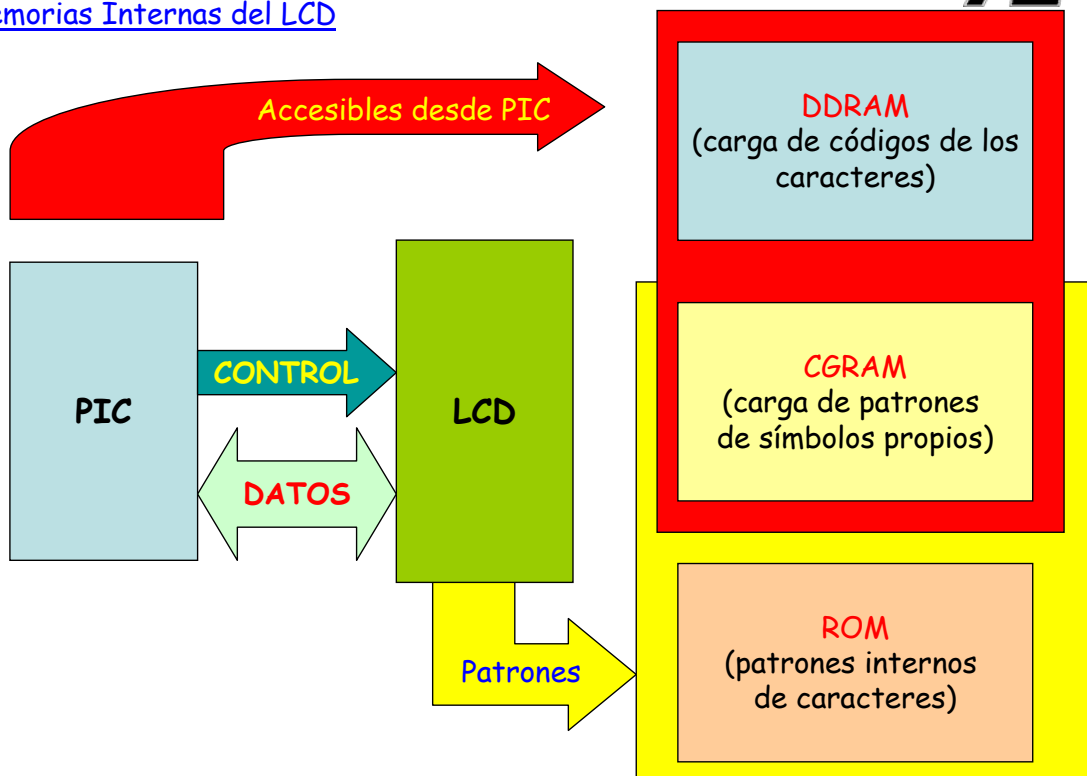 emorias Internas del LCD
Accesibles desde PIC
DDRAM
(carga de códigos de los
caracteres)
PIC
CONTROL
DATOS
LCD
CGRAM
(carga de patrones
de símbolos propios)
Patrones
ROM
(patrones internos
de caracteres)